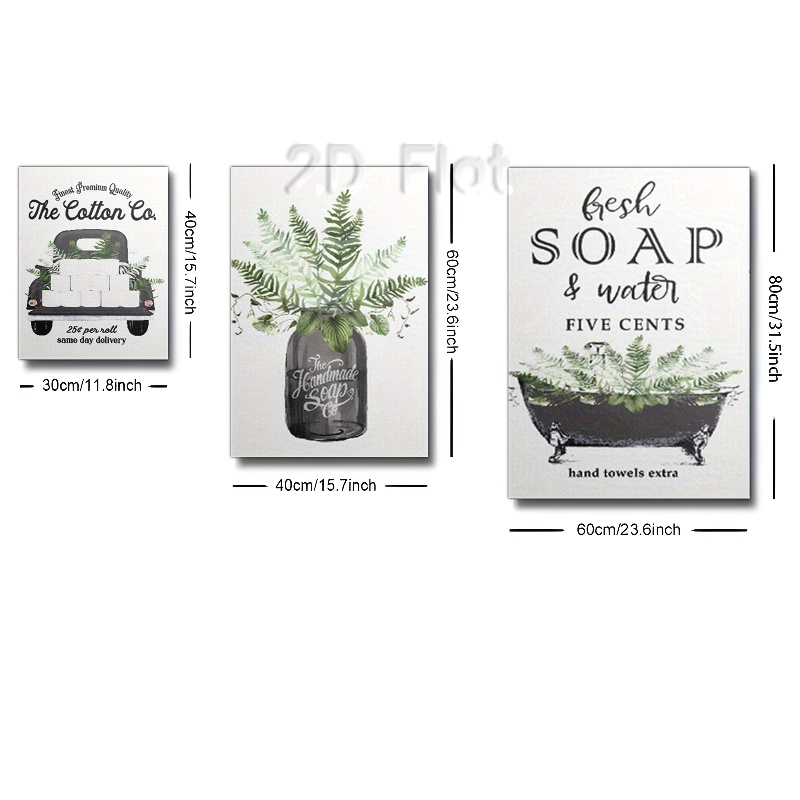 2D Flat
Finest Premium Quality
The Cotton Co.
25¢ per roll
same day delivery
40cm/15.7inch
30cm/11.8inch
The
Handmade
Soap
Co
60cm/23.6inch
40cm/15.7inch
fresh
SOAP
& water
FIVE CENTS
hand towels extra
80cm/31.5inch
60cm/23.6inch